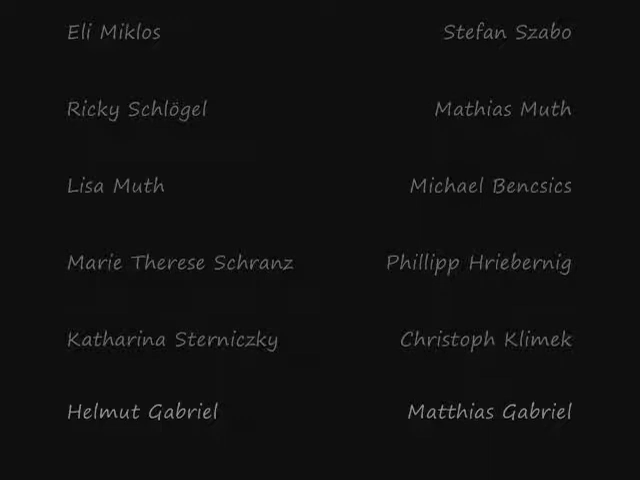 Eli Miklos Stefan Szabo
Ricky Schlögel Mathias Muth
Lisa Muth Michael Bencsics
Marie Therese Schranz Phillipp Hriebernig
Katharina Sterniczky Christoph Klimek
Helmut Gabriel Matthias Gabriel